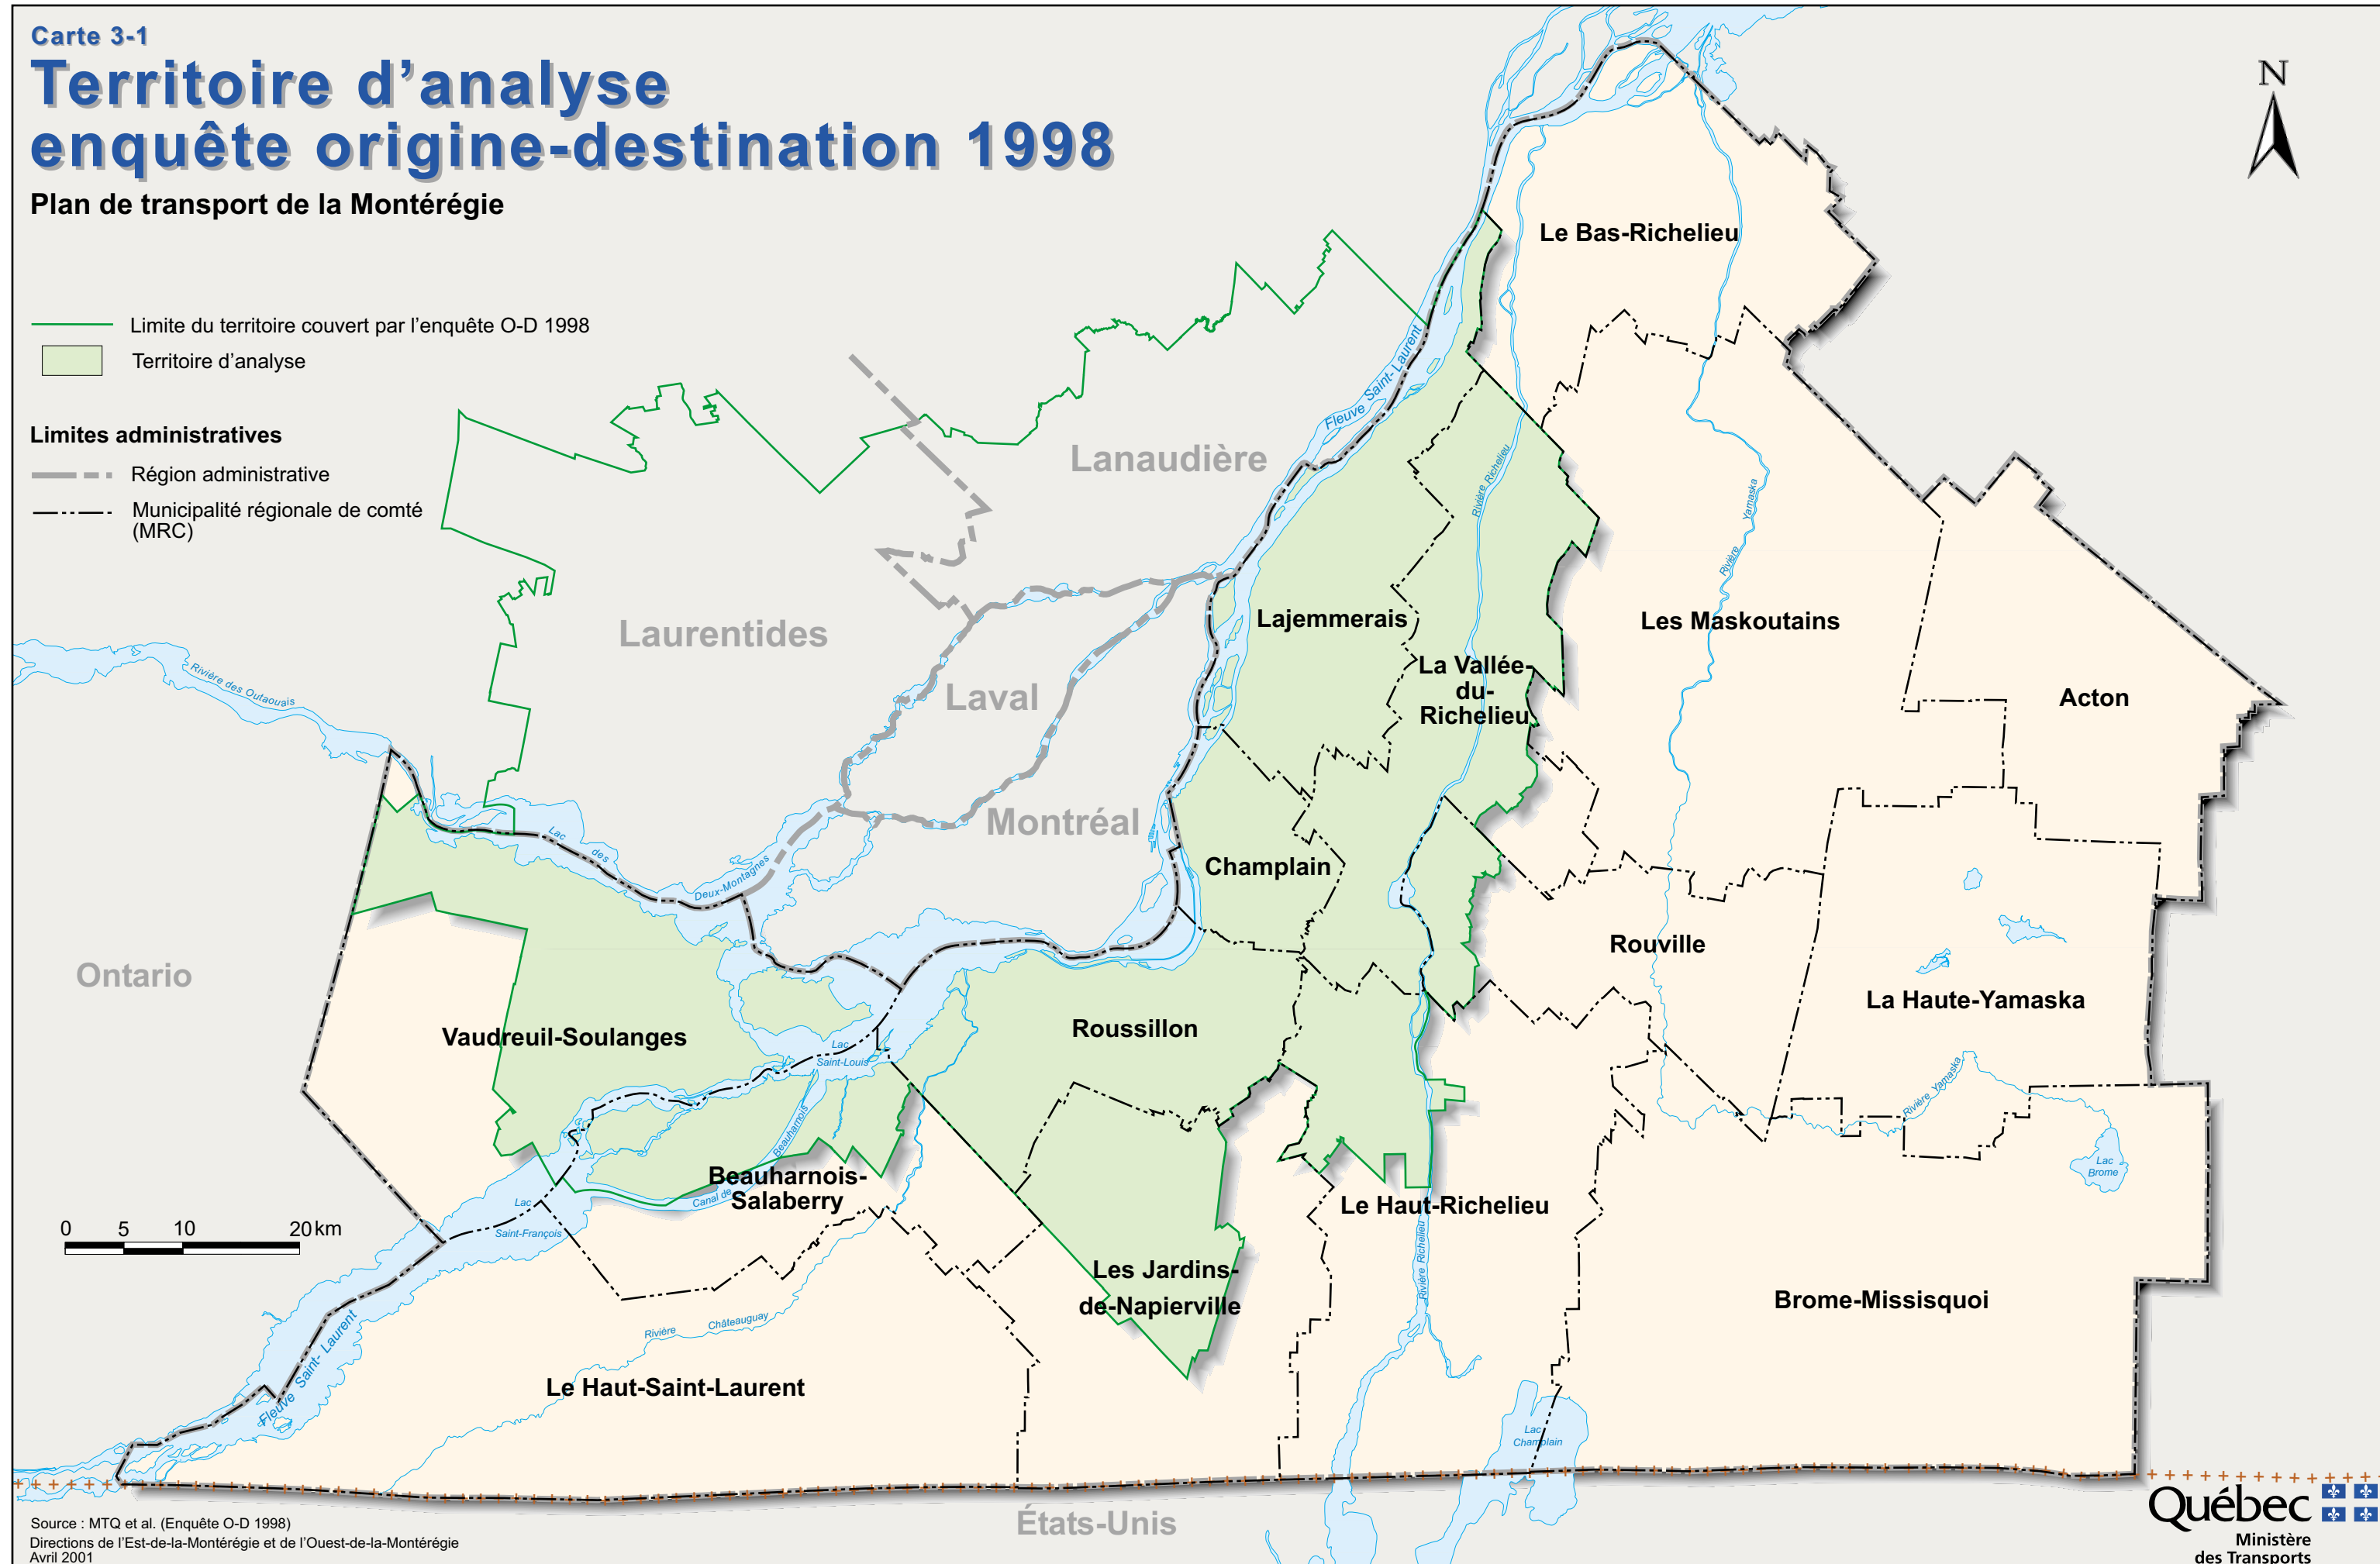 Carte 3-1
Territoire d’analyse
enquête origine-destination 1998
Plan de transport de la Montérégie
N
Limite du territoire couvert par l’enquête O-D 1998
Territoire d’analyse
Limites administratives
Région administrative
Municipalité régionale de comté
(MRC)
Le Bas-Richelieu
Fleuve Saint-Laurent
Lanaudière
Rivière Richelieu
Rivière Yamaska
Laurentides
Lajemmerais
Les Maskoutains
La Vallée-
du-
Richelieu
Acton
Laval
Rivière des Outaouais
Montréal
Lac des Deux-Montagnes
Champlain
Rouville
Ontario
La Haute-Yamaska
Vaudreuil-Soulanges
Roussillon
Lac
Saint-Louis
Rivière Yamaska
Lac
Brome
Beauharnois-
Salaberry
Canal de Beauharnois
Lac
Saint-François
Le Haut-Richelieu
Rivière Richelieu
0 5 10 20 km
Les Jardins-
de-Napierville
Brome-Missisquoi
Rivière Châteauguay
Fleuve Saint-Laurent
Le Haut-Saint-Laurent
Lac
Champlain
États-Unis
Source : MTQ et al. (Enquête O-D 1998)
Directions de l’Est-de-la-Montérégie et de l’Ouest-de-la-Montérégie
Avril 2001
Québec
Ministère
des Transports